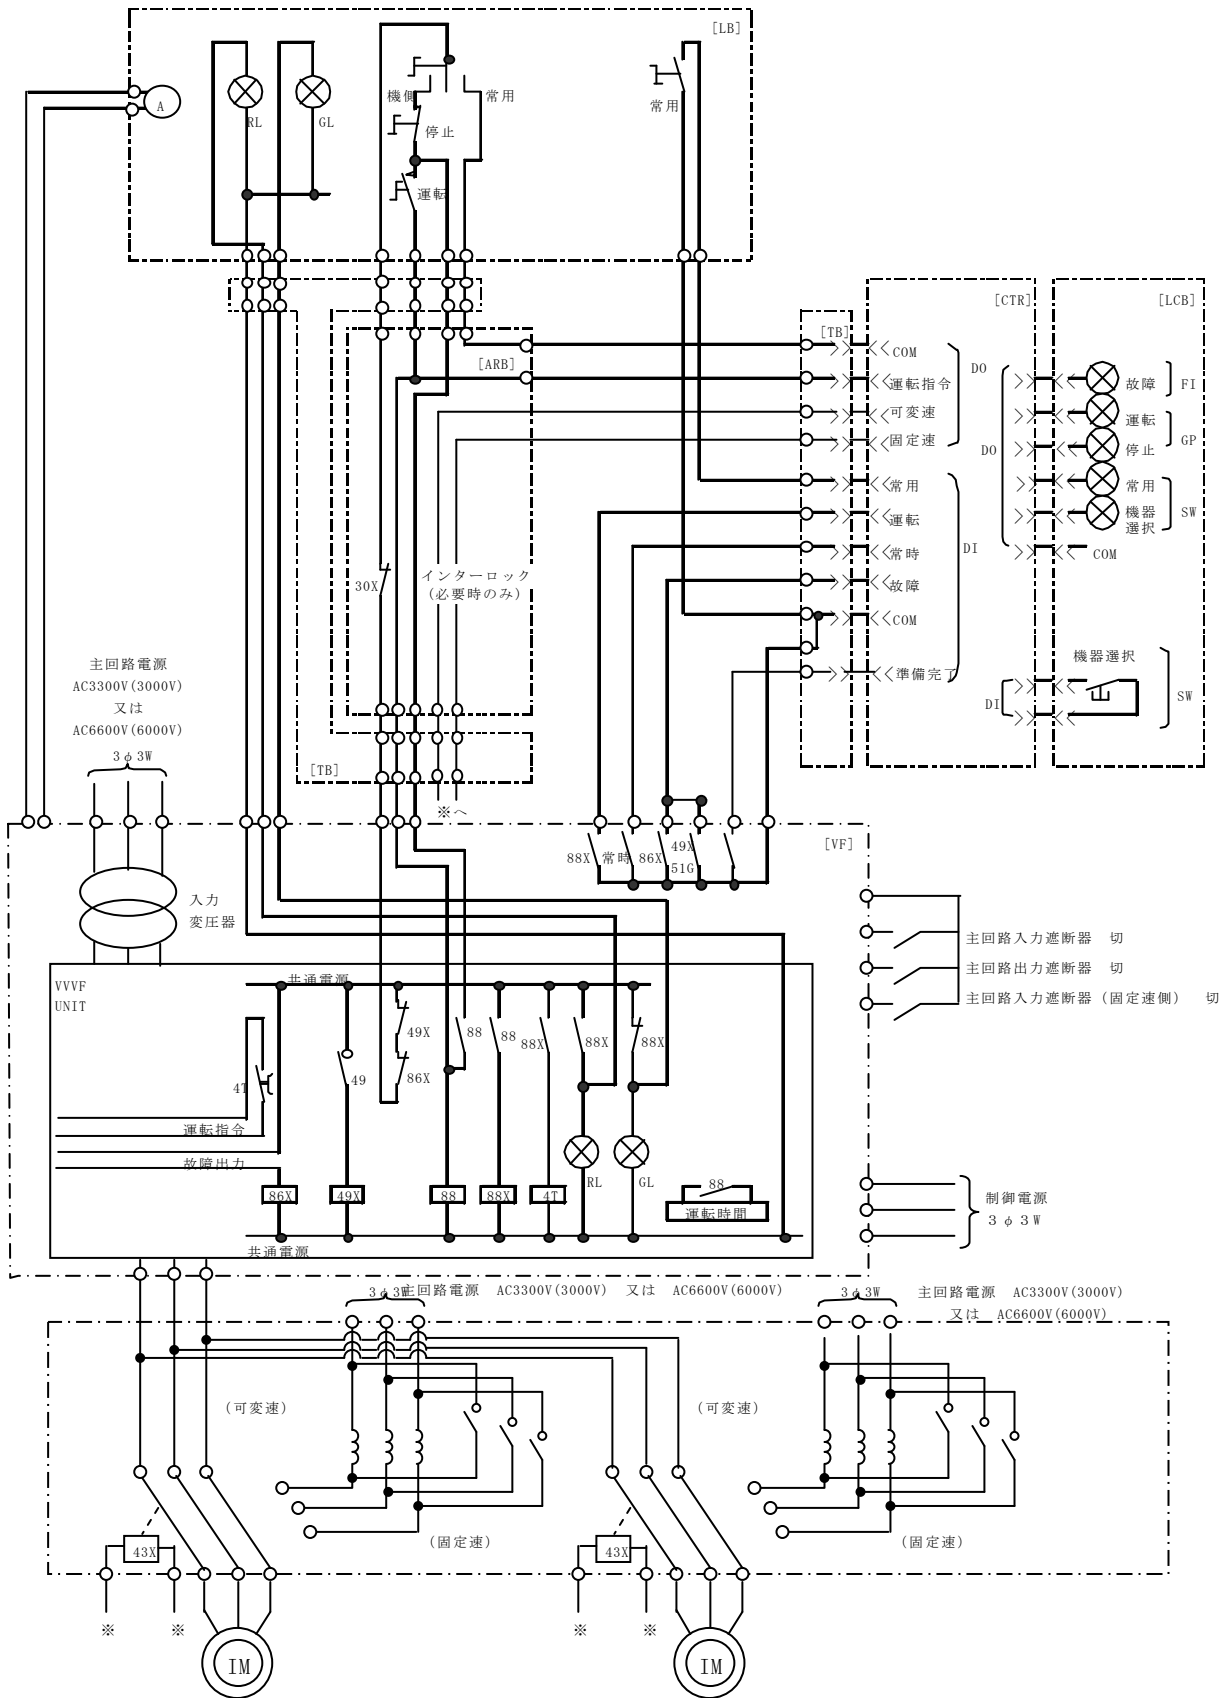 [LB]
A
RL
GL
機側
常用
停止
運転
常用
[TB]
[CTR]
[LCB]
[ARB]
COM
運転指令
可変速
固定速
DO
常用
運転
常時
故障
COM
準備完了
DI
DO
故障
FI
運転
停止
GP
常用
機器
選択
SW
COM
機器選択
DI
SW
30X
インターロック
(必要時のみ)
主回路電源
AC3300V(3000V)
又は
AC6600V(6000V)
3φ3W
[TB]
※へ
[VF]
88X
常時
86X
49X
51G
入力
変圧器
主回路入力遮断器 切
主回路出力遮断器 切
主回路入力遮断器(固定速側) 切
VVVF
UNIT
共通電源
4T
49
49X
86X
88
88
88X
88X
88X
運転指令
故障出力
RL
GL
86X
49X
88
88X
4T
88
運転時間
共通電源
制御電源
3φ3W
3φ3W
主回路電源 AC3300V(3000V) 又は AC6600V(6000V)
3φ3W
主回路電源 AC3300V(3000V)
又は AC6600V(6000V)
(可変速)
(可変速)
(固定速)
(固定速)
43X
43X
※
※
※
※
IM
IM